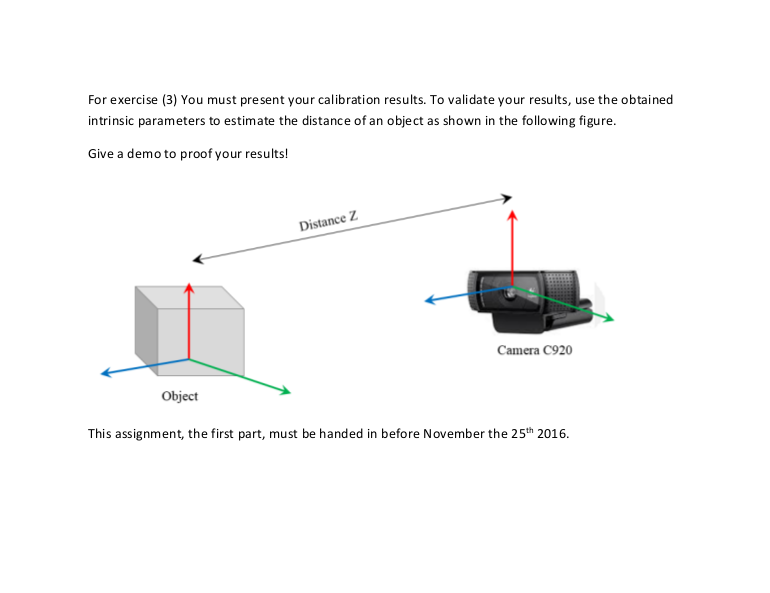 For exercise (3) You must present your calibration results. To validate your results, use the obtained
intrinsic parameters to estimate the distance of an object as shown in the following figure.
Give a demo to proof your results!
Distance Z
Camera C920
Object
This assignment, the first part, must be handed in before November the 25th 2016.